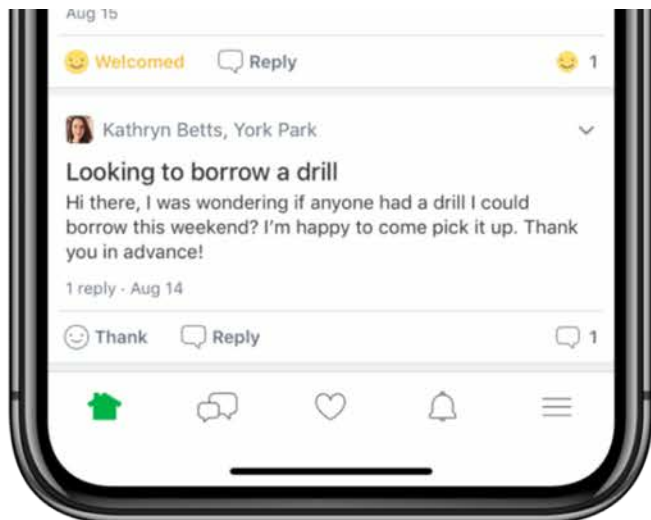 Aug 15
Welcomed Reply 1
Kathryn Betts, York Park
Looking to borrow a drill
Hi there, I was wondering if anyone had a drill I could
borrow this weekend? I'm happy to come pick it up. Thank
you in advance!
1 reply · Aug 14
Thank Reply 1